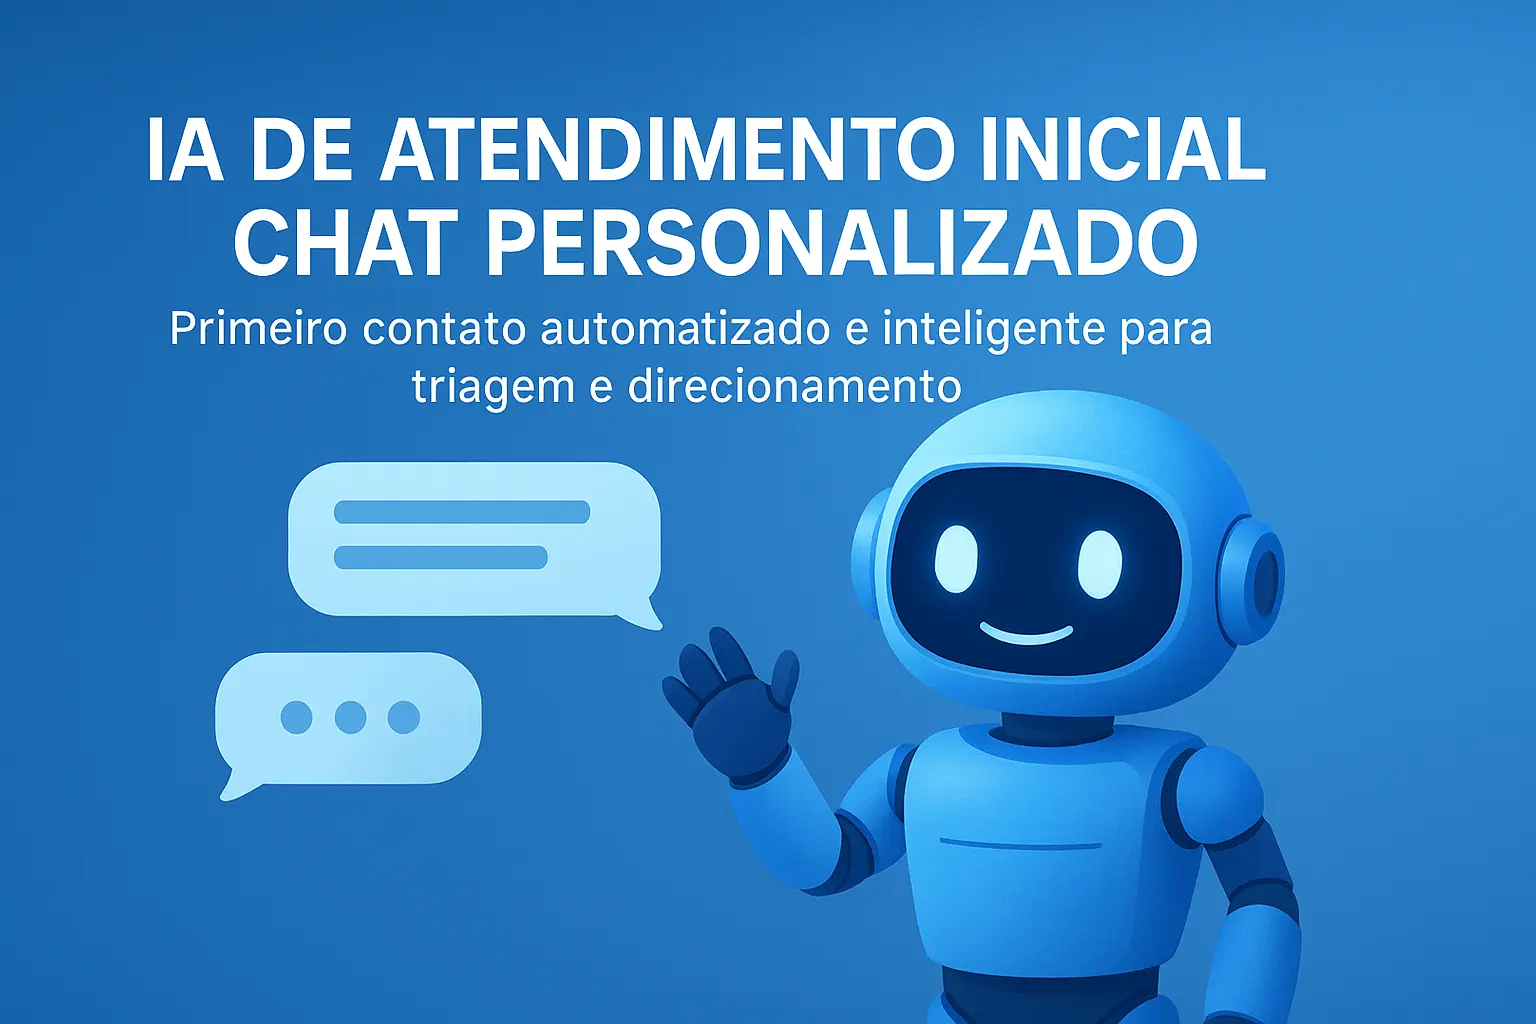 IA DE ATENDIMENTO INICIAL
CHAT PERSONALIZADO
Primeiro contato automatizado e inteligente para
triagem e direcionamento